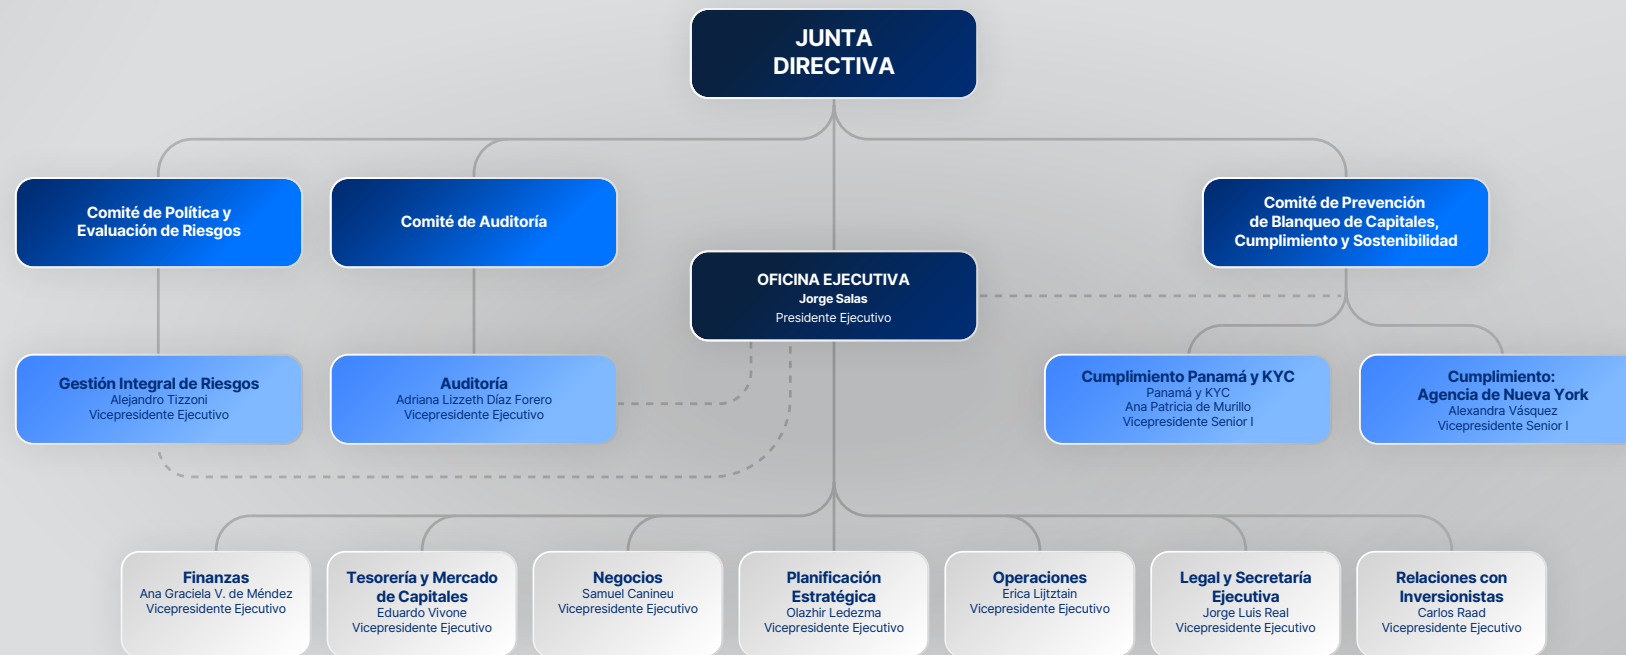 JUNTA
DIRECTIVA
Comité de Política y
Evaluación de Riesgos
Comité de Auditoría
Comité de Prevención
de Blanqueo de Capitales,
Cumplimiento y Sostenibilidad
OFICINA EJECUTIVA
Jorge Salas
Presidente Ejecutivo
Gestión Integral de Riesgos
Alejandro Tizzoni
Vicepresidente Ejecutivo
Auditoría
Adriana Lizzeth Díaz Forero
Vicepresidente Ejecutivo
Cumplimiento Panamá y KYC
Panamá y KYC
Ana Patricia de Murillo
Vicepresidente Senior I
Cumplimiento:
Agencia de Nueva York
Alexandra Vásquez
Vicepresidente Senior I
Finanzas
Ana Graciela V. de Méndez
Vicepresidente Ejecutivo
Tesorería y Mercado
de Capitales
Eduardo Vivone
Vicepresidente Ejecutivo
Negocios
Samuel Canineu
Vicepresidente Ejecutivo
Planificación
Estratégica
Olazhir Ledezma
Vicepresidente Ejecutivo
Operaciones
Erica Lijtztain
Vicepresidente Ejecutivo
Legal y Secretaría
Ejecutiva
Jorge Luis Real
Vicepresidente Ejecutivo
Relaciones con
Inversionistas
Carlos Raad
Vicepresidente Ejecutivo